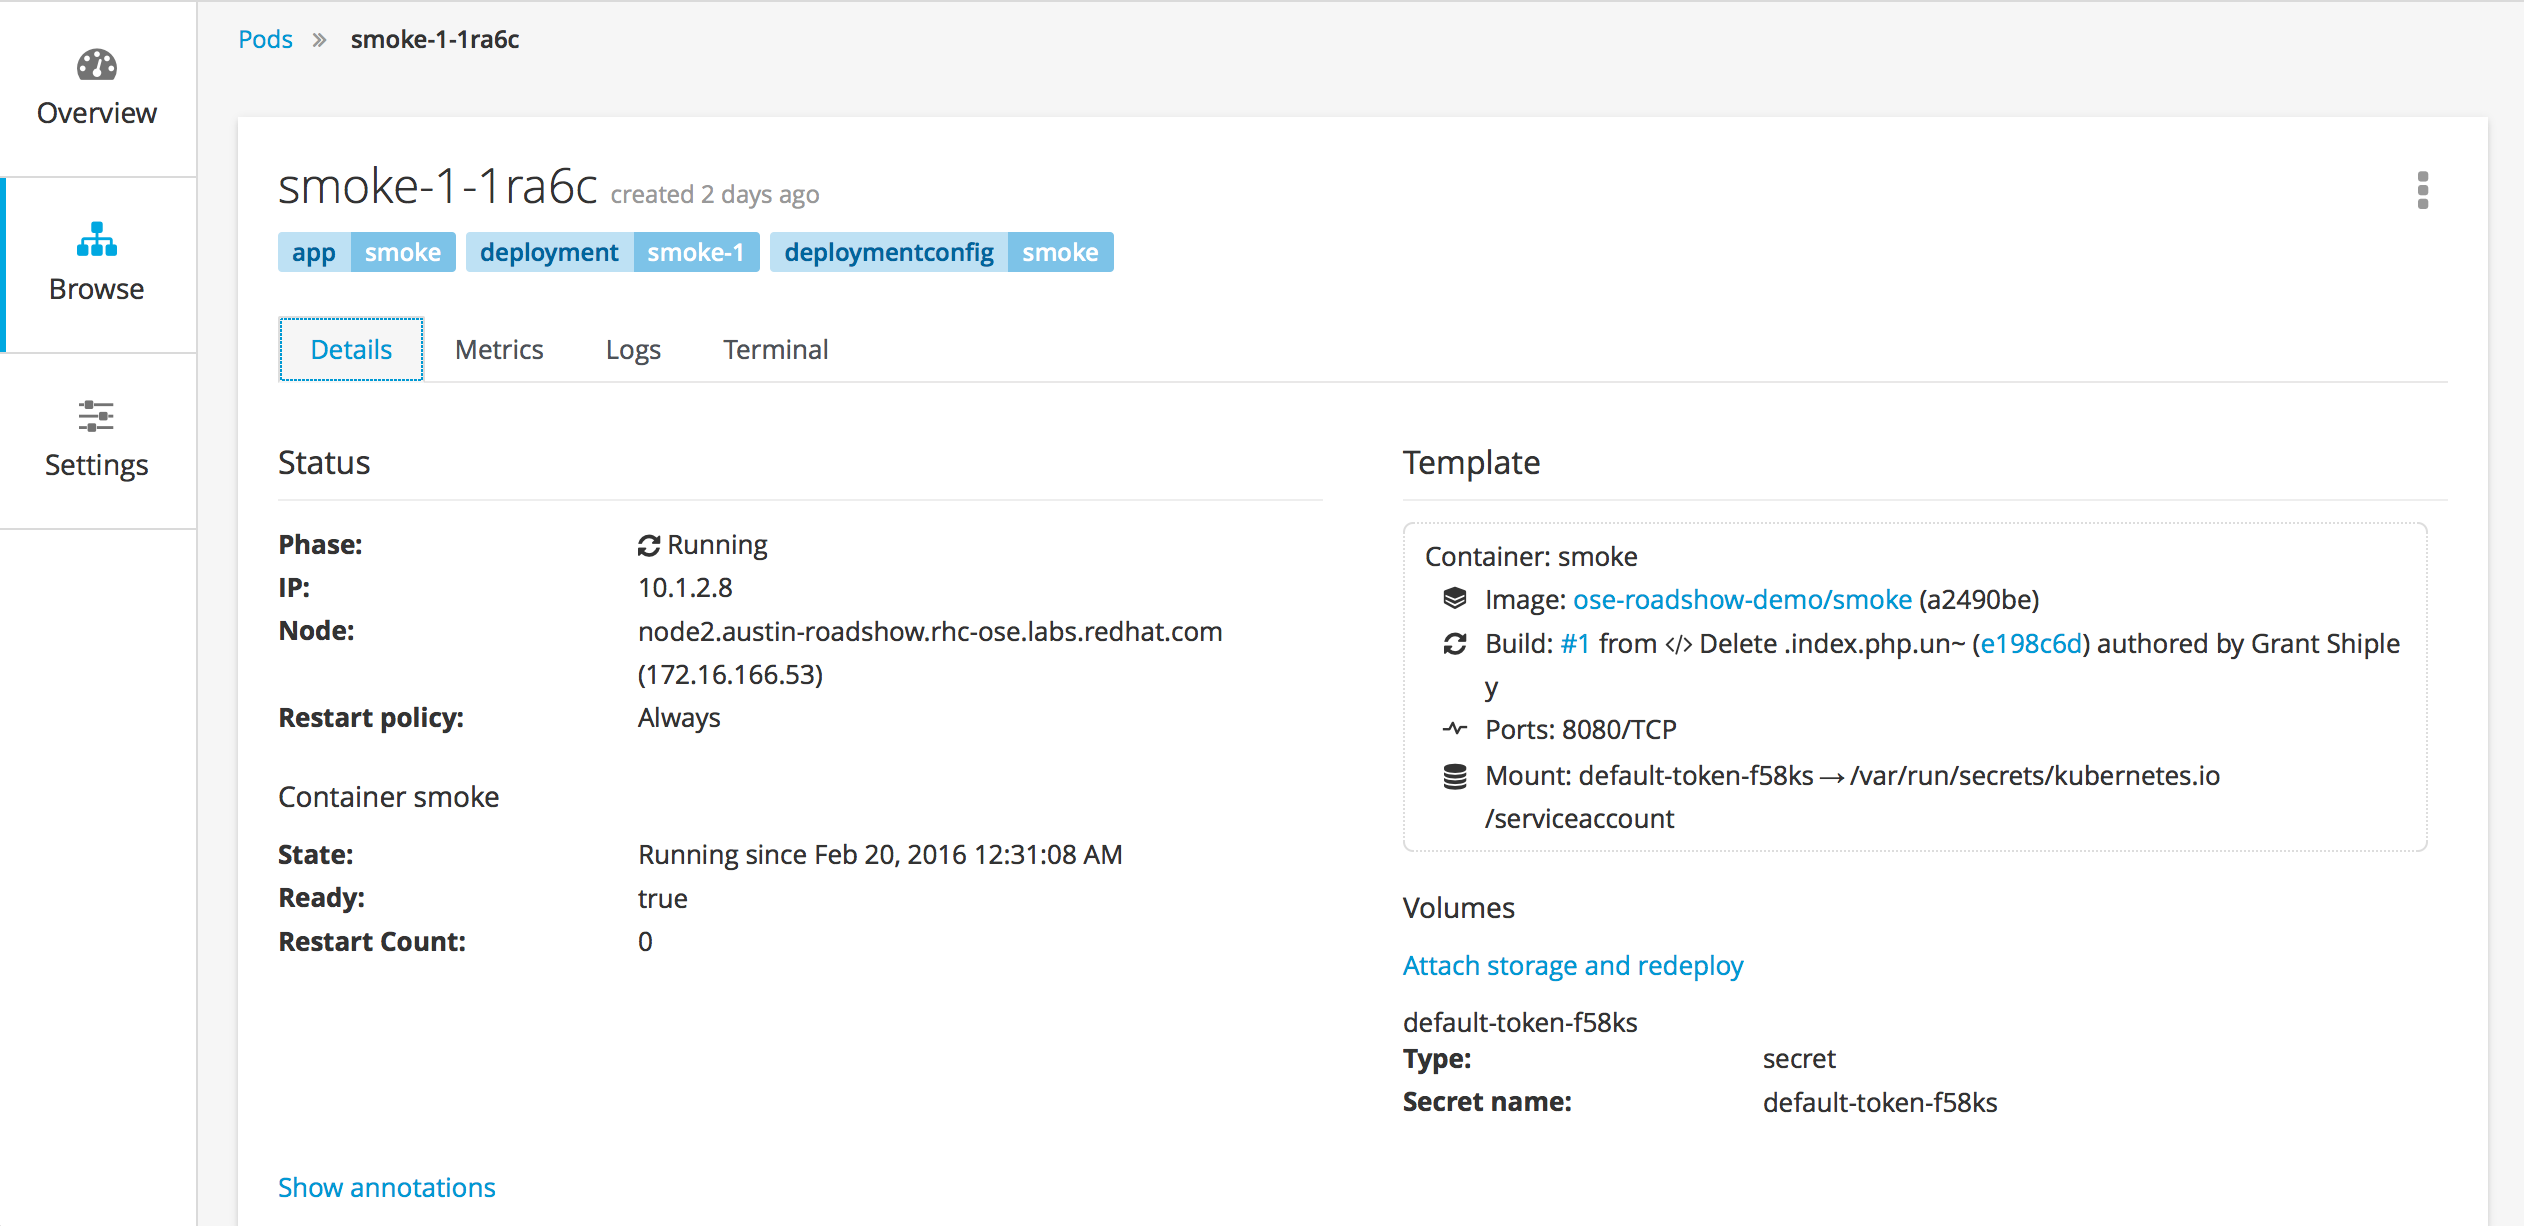 Overview
Browse
Settings
Pods » smoke-1-1ra6c
smoke-1-1ra6c created 2 days ago
app smoke deployment smoke-1 deploymentconfig smoke
Details Metrics Logs Terminal
Status
Phase: Running
IP: 10.1.2.8
Node: node2.austin-roadshow.rhc-ose.labs.redhat.com
(172.16.166.53)
Restart policy: Always
Container smoke
State: Running since Feb 20, 2016 12:31:08 AM
Ready: true
Restart Count: 0
Show annotations
Template
Container: smoke
Image: ose-roadshow-demo/smoke (a2490be)
Build: #1 from </> Delete .index.php.un~ (e198c6d) authored by Grant Shiple
y
Ports: 8080/TCP
Mount: default-token-f58ks → /var/run/secrets/kubernetes.io
/serviceaccount
Volumes
Attach storage and redeploy
default-token-f58ks
Type: secret
Secret name: default-token-f58ks